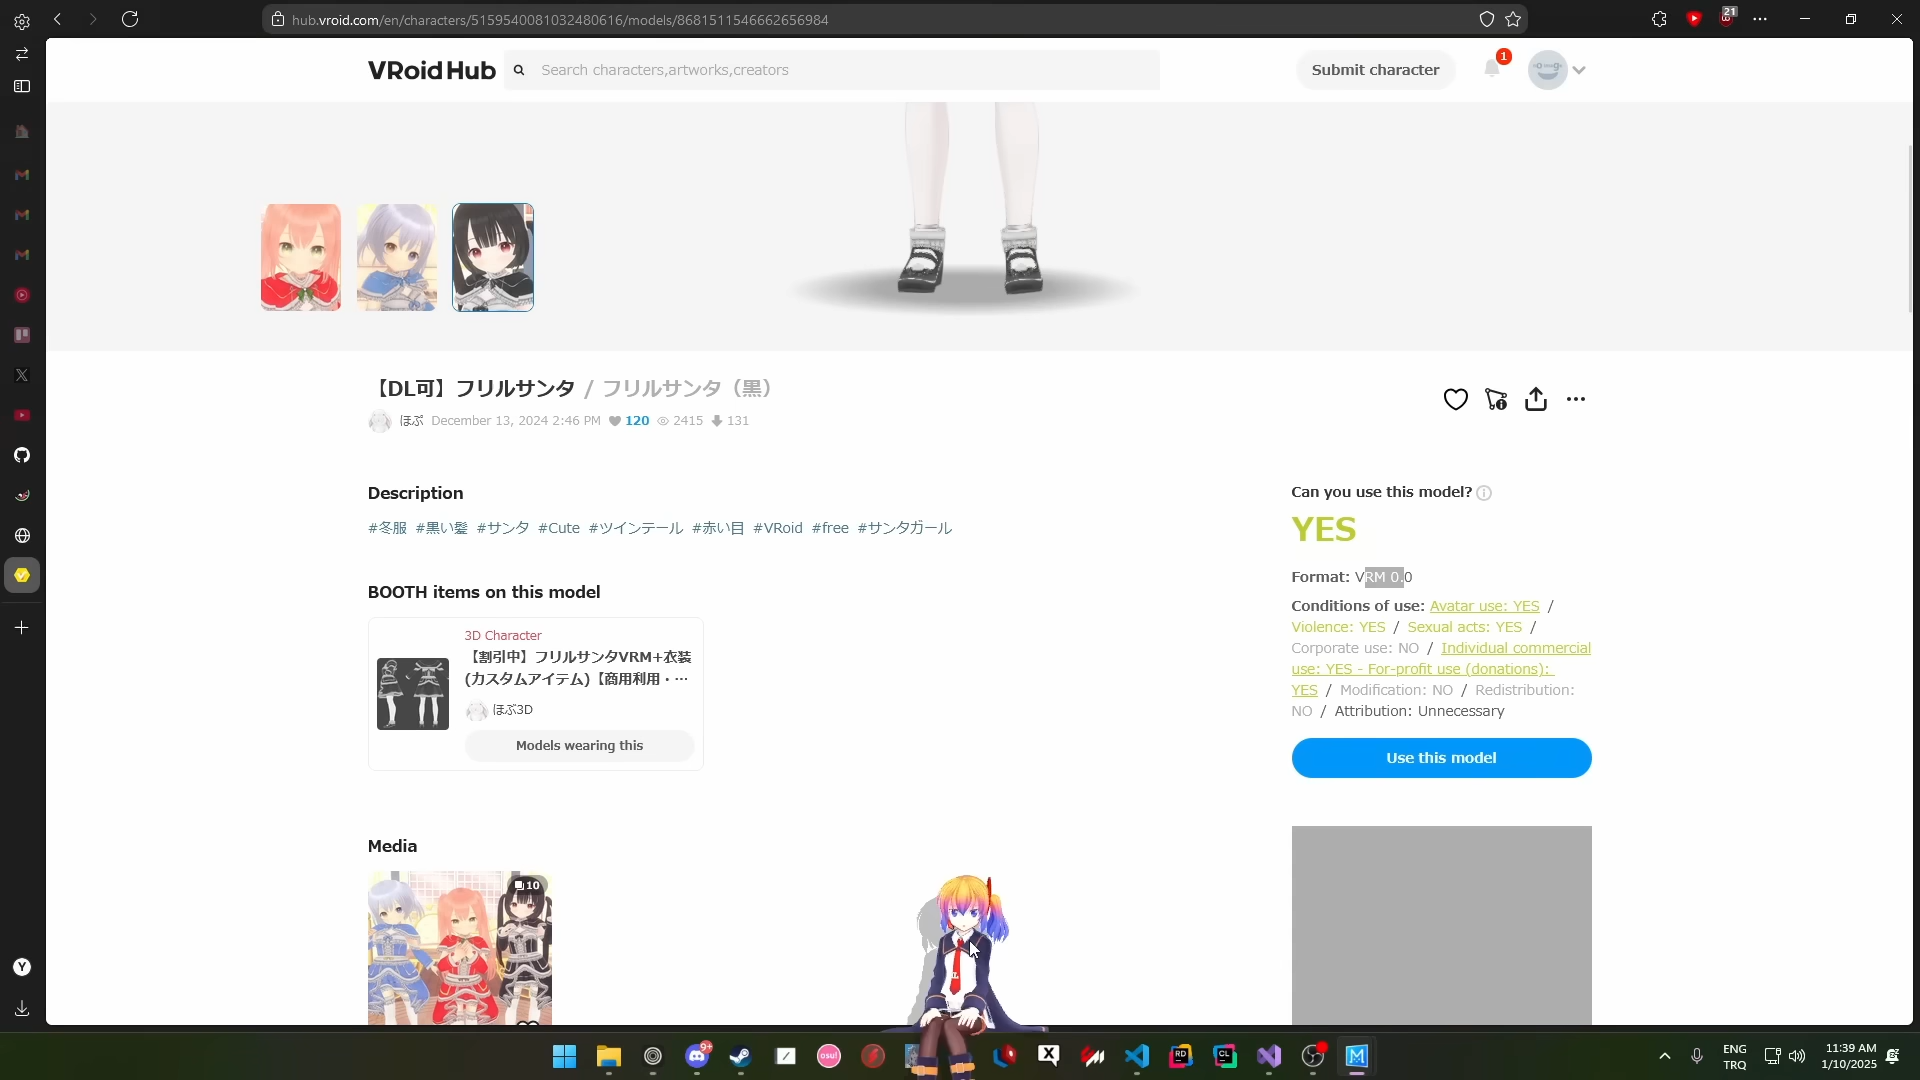 hub.vroid.com/en/characters/5159540081032480616/models/8681511546662656984
21
VRoid Hub
Search characters,artworks,creators
Submit character
1
【DL可】フリルサンタ / フリルサンタ（黒）
ほぷ December 13, 2024 2:46 PM 120 2415 131
Description
#冬服 #黒い髪 #サンタ #Cute #ツインテール #赤い目 #VRoid #free #サンタガール
BOOTH items on this model
3D Character
【割引中】フリルサンタVRM+衣装
(カスタムアイテム)【商用利用・…
ほぷ3D
Models wearing this
Can you use this model?
YES
Format: VRM 0.0
Conditions of use: Avatar use: YES /
Violence: YES / Sexual acts: YES /
Corporate use: NO / Individual commercial
use: YES - For-profit use (donations):
YES / Modification: NO / Redistribution:
NO / Attribution: Unnecessary
Use this model
Media
10
Y
9+
osu!
X
RD
CL
M
ENG
TRQ
11:39 AM
1/10/2025